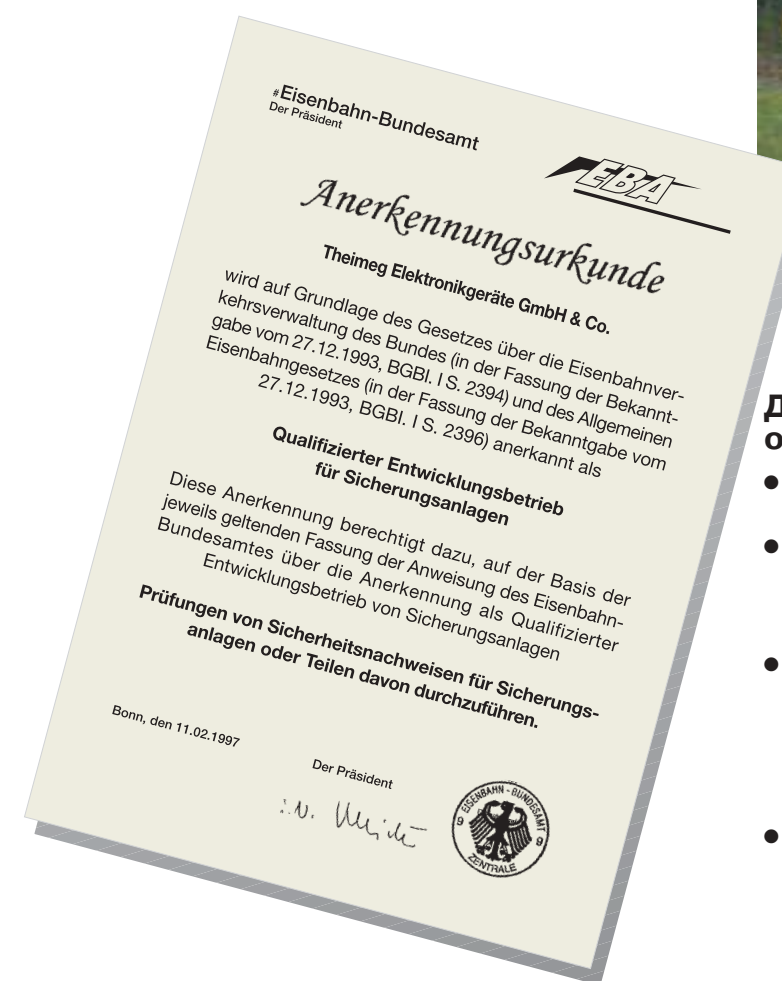 #Eisenbahn-Bundesamt
Der Präsident
EBA
Anerkennungsurkunde
Theimeg Elektronikgeräte GmbH & Co.
wird auf Grundlage des Gesetzes über die Eisenbahnver-
kehrsverwaltung des Bundes (in der Fassung der Bekannt-
gabe vom 27.12.1993, BGBl. I S. 2394) und des Allgemeinen
Eisenbahngesetzes (in der Fassung der Bekanntgabe vom
27.12.1993, BGBl. I S. 2396) anerkannt als
Qualifizierter Entwicklungsbetrieb
für Sicherungsanlagen
Diese Anerkennung berechtigt dazu, auf der Basis der
jeweils geltenden Fassung der Anweisung des Eisenbahn-
Bundesamtes über die Anerkennung als Qualifizierter
Entwicklungsbetrieb von Sicherungsanlagen
Prüfungen von Sicherheitsnachweisen für Sicherungs-
anlagen oder Teilen davon durchzuführen.
Bonn, den 11.02.1997
Der Präsident
EISENBAHN - BUNDESAMT
9 9
ZENTRALE